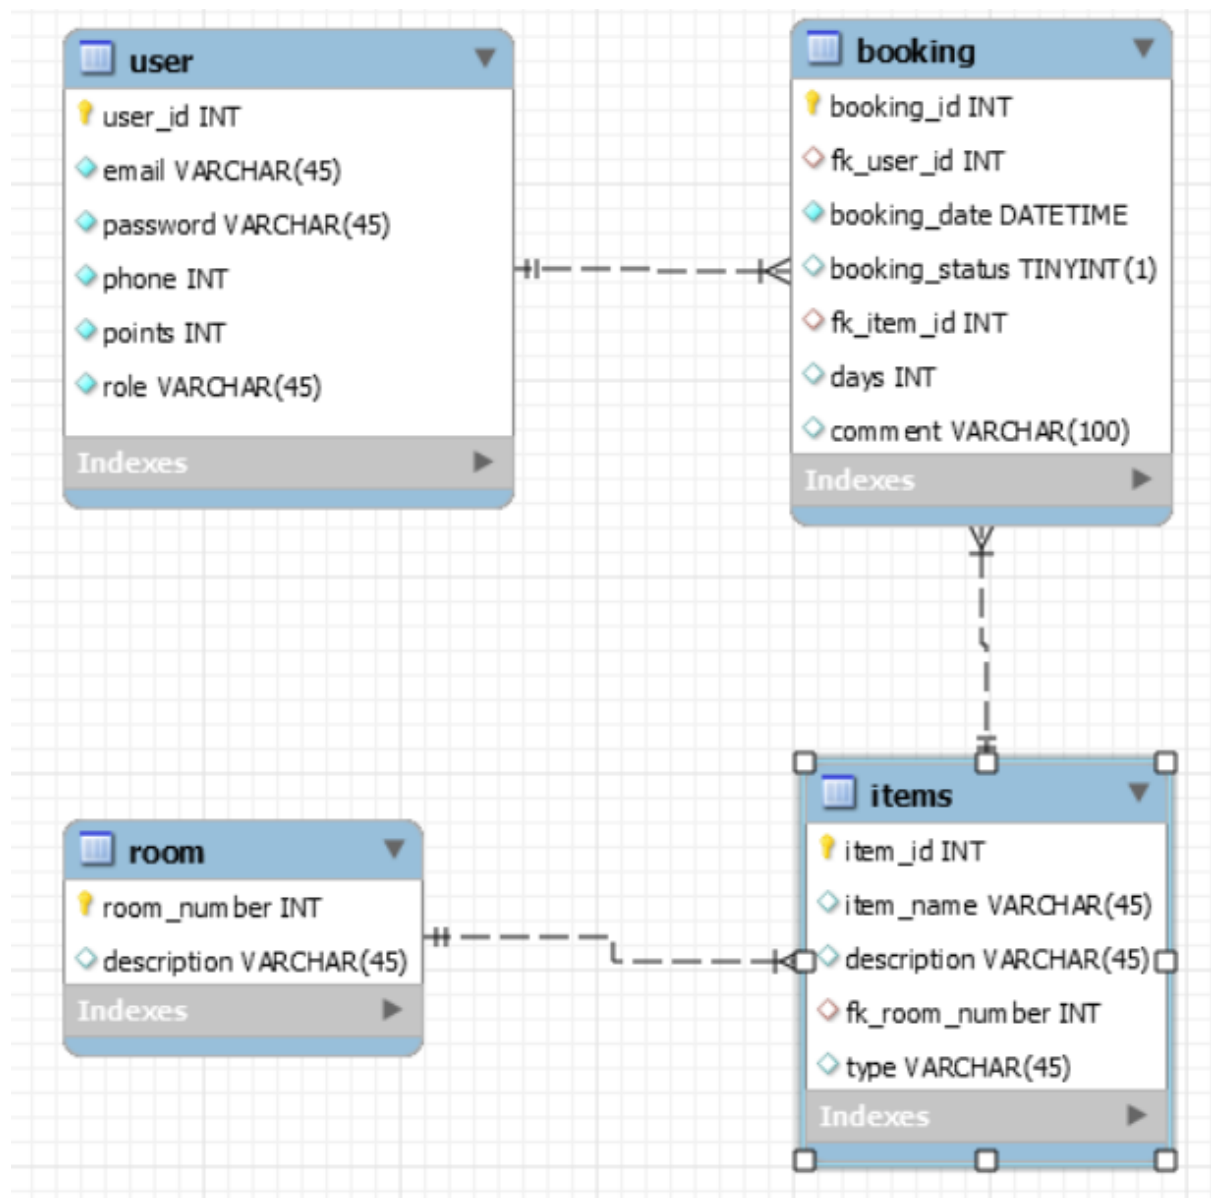 user
user_id INT
email VARCHAR(45)
password VARCHAR(45)
phone INT
points INT
role VARCHAR(45)
Indexes
booking
booking_id INT
fk_user_id INT
booking_date DATETIME
booking_status TINYINT(1)
fk_item_id INT
days INT
comment VARCHAR(100)
Indexes
room
room_number INT
description VARCHAR(45)
Indexes
items
item_id INT
item_name VARCHAR(45)
description VARCHAR(45)
fk_room_number INT
type VARCHAR(45)
Indexes